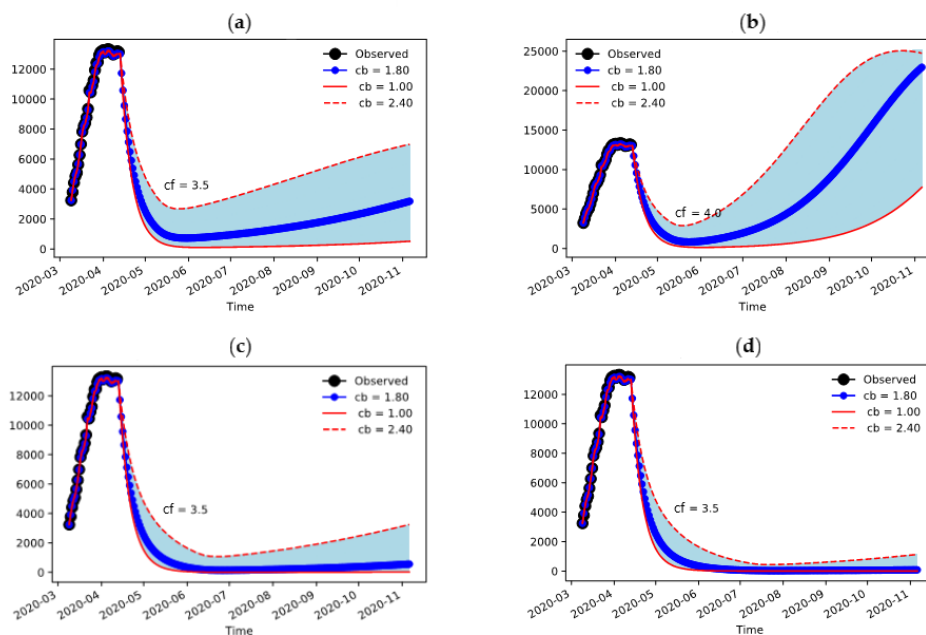 (a)
Observed
cb = 1.80
cb = 1.00
cb = 2.40
12000
10000
8000
6000
4000
2000
0
cf = 3.5
2020-03
2020-04
2020-05
2020-06
2020-07
2020-08
2020-09
2020-10
2020-11
Time
(b)
Observed
cb = 1.80
cb = 1.00
cb = 2.40
25000
20000
15000
10000
5000
0
cf = 4.0
2020-03
2020-04
2020-05
2020-06
2020-07
2020-08
2020-09
2020-10
2020-11
Time
(c)
Observed
cb = 1.80
cb = 1.00
cb = 2.40
12000
10000
8000
6000
4000
2000
0
cf = 3.5
2020-03
2020-04
2020-05
2020-06
2020-07
2020-08
2020-09
2020-10
2020-11
Time
(d)
Observed
cb = 1.80
cb = 1.00
cb = 2.40
12000
10000
8000
6000
4000
2000
0
cf = 3.5
2020-03
2020-04
2020-05
2020-06
2020-07
2020-08
2020-09
2020-10
2020-11
Time